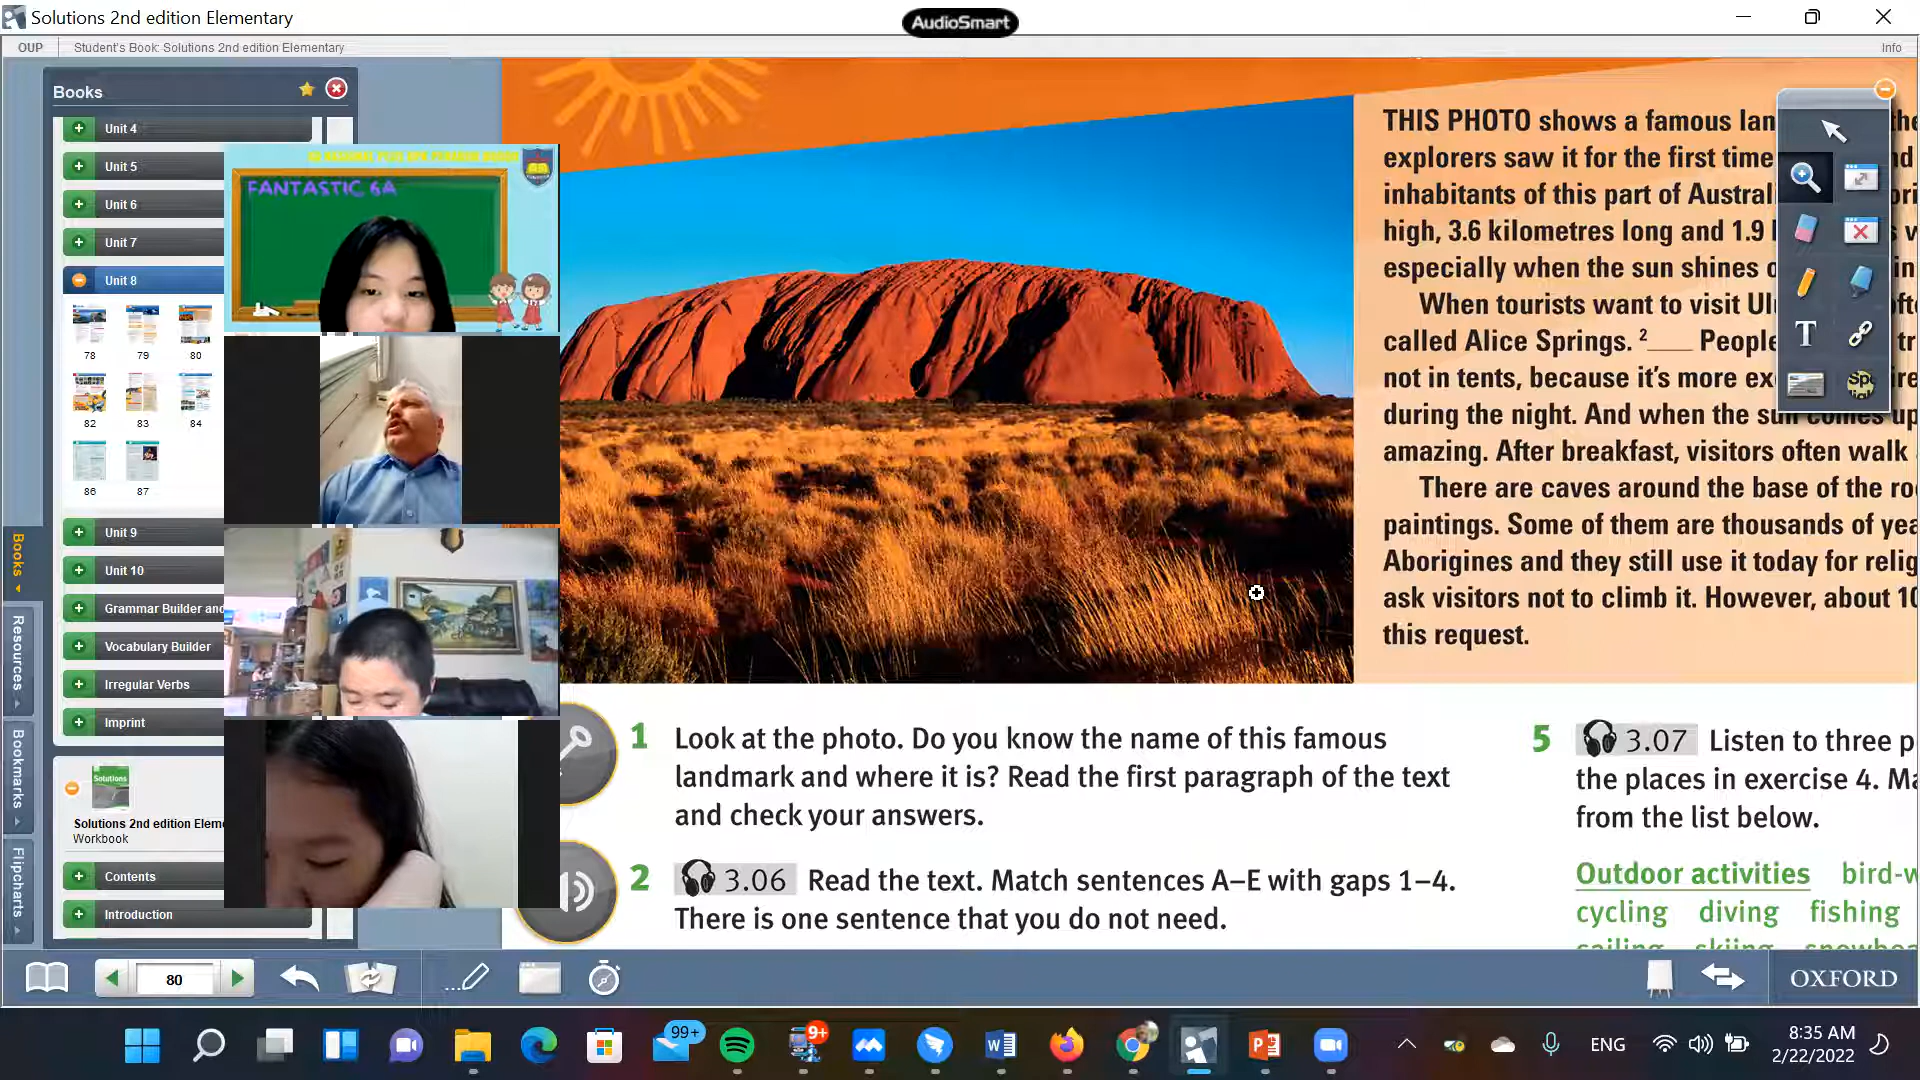 Solutions 2nd edition Elementary
AudioSmart
OUP
Student's Book: Solutions 2nd edition Elementary
Info
Books
Unit 4
Unit 5
Unit 6
Unit 7
Unit 8
78 79 80
82 83 84
86 87
Unit 9
Unit 10
Grammar Builder and
Vocabulary Builder
Irregular Verbs
Imprint
Solutions
Solutions 2nd edition Eleme
Workbook
Contents
Introduction
Books
Resources
Bookmarks
Flipcharts
FANTASTIC 6A
THIS PHOTO shows a famous lan
explorers saw it for the first time
inhabitants of this part of Austral
high, 3.6 kilometres long and 1.9
especially when the sun shines
When tourists want to visit Ul
called Alice Springs. ² ___ People
not in tents, because it's more ex
during the night. And when the sun comes up
amazing. After breakfast, visitors often walk
There are caves around the base of the ro
paintings. Some of them are thousands of yea
Aborigines and they still use it today for relig
ask visitors not to climb it. However, about 10
this request.
1 Look at the photo. Do you know the name of this famous
landmark and where it is? Read the first paragraph of the text
and check your answers.
2 3.06 Read the text. Match sentences A–E with gaps 1–4.
There is one sentence that you do not need.
5 3.07 Listen to three p
the places in exercise 4. Ma
from the list below.
Outdoor activities bird-w
cycling diving fishing
sailing skiing snowboa
T
80
OXFORD
99+
9+
ENG
8:35 AM
2/22/2022